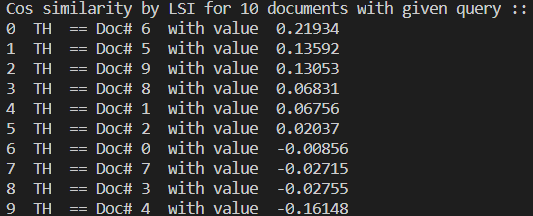 Cos similarity by LSI for 10 documents with given query ::
0  TH  == Doc# 6  with value  0.21934
1  TH  == Doc# 5  with value  0.13592
2  TH  == Doc# 9  with value  0.13053
3  TH  == Doc# 8  with value  0.06831
4  TH  == Doc# 1  with value  0.06756
5  TH  == Doc# 2  with value  0.02037
6  TH  == Doc# 0  with value  -0.00856
7  TH  == Doc# 7  with value  -0.02715
8  TH  == Doc# 3  with value  -0.02755
9  TH  == Doc# 4  with value  -0.16148